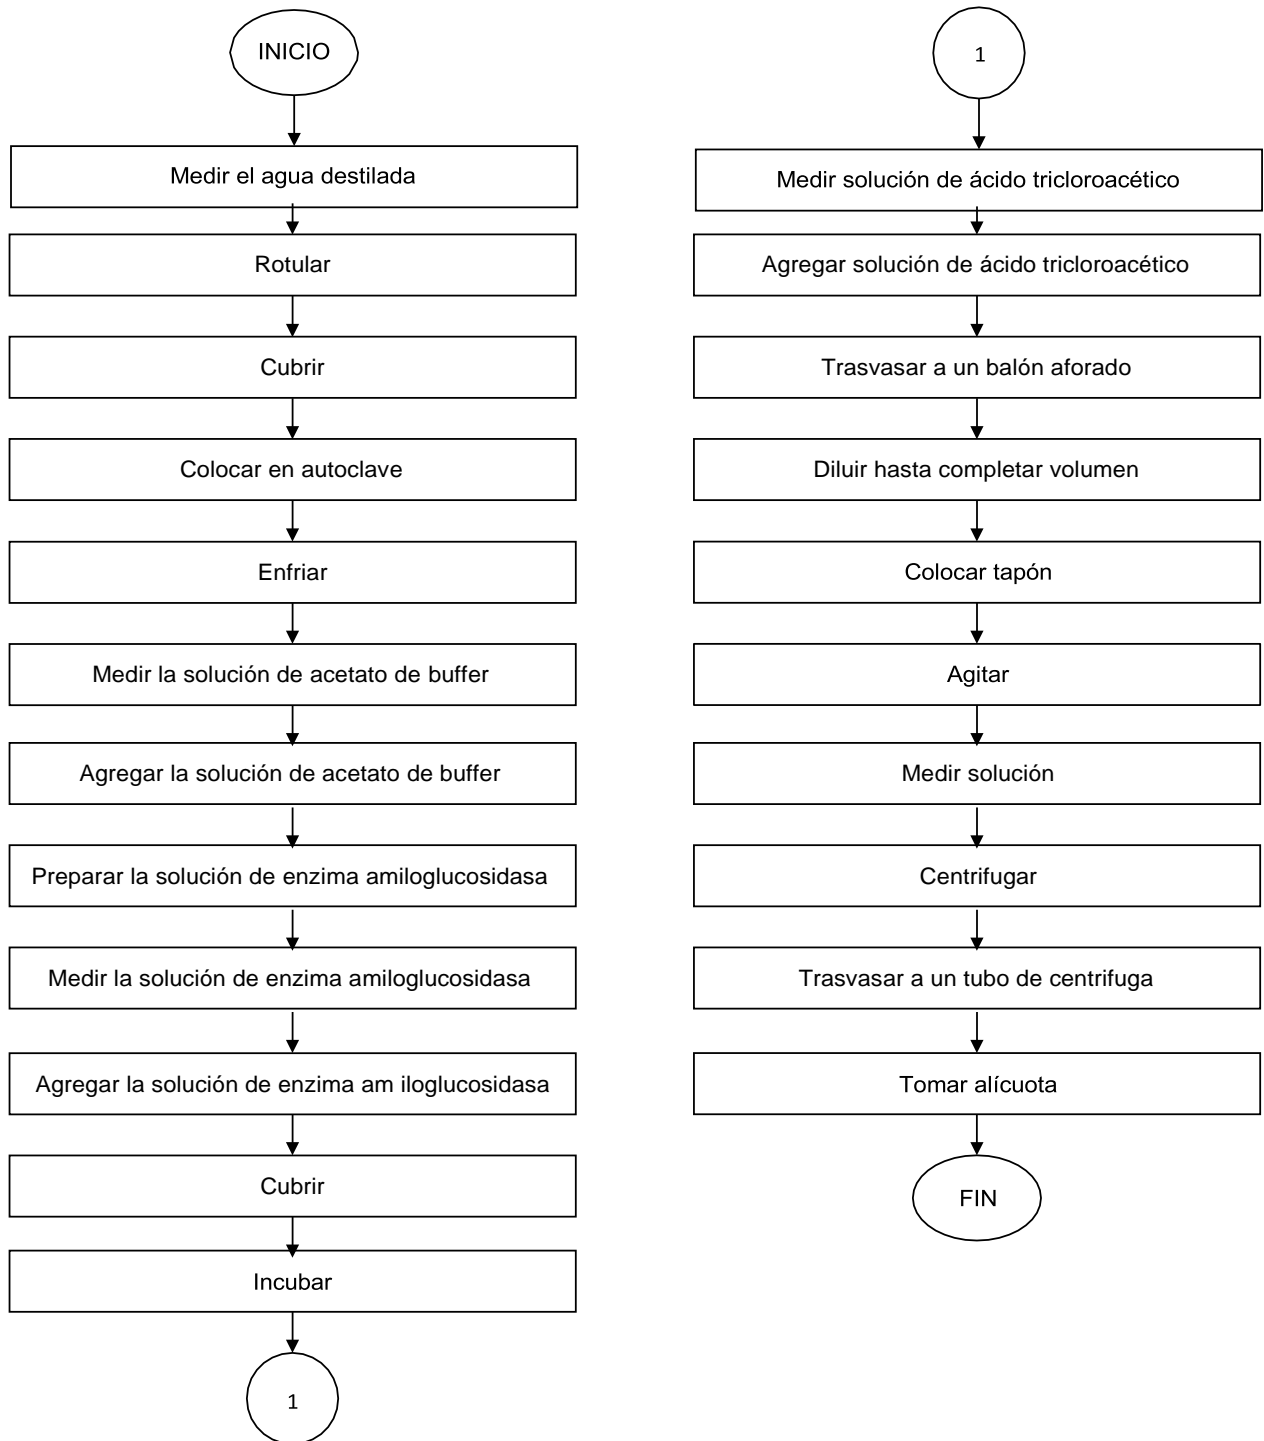 INICIO
Medir el agua destilada
Rotular
Cubrir
Colocar en autoclave
Enfriar
Medir la solución de acetato de buffer
Agregar la solución de acetato de buffer
Preparar la solución de enzima amiloglucosidasa
Medir la solución de enzima amiloglucosidasa
Agregar la solución de enzima am iloglucosidasa
Cubrir
Incubar
1
1
Medir solución de ácido tricloroacético
Agregar solución de ácido tricloroacético
Trasvasar a un balón aforado
Diluir hasta completar volumen
Colocar tapón
Agitar
Medir solución
Centrifugar
Trasvasar a un tubo de centrifuga
Tomar alícuota
FIN